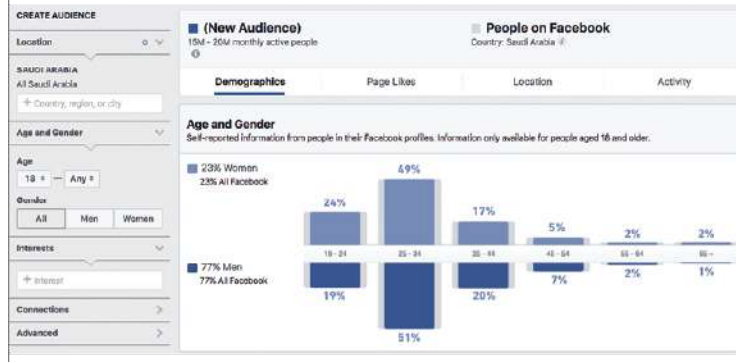 CREATE AUDIENCE
Location
SAUDI ARABIA
All Saudi Arabia
+ Country, region, or city
Age and Gender
Age
18 — Any
Gender
All Men Women
Interests
+ Interest
Connections
Advanced
(New Audience)
15M - 20M monthly active people
People on Facebook
Country: Saudi Arabia
Demographics Page Likes Location Activity
Age and Gender
Self-reported information from people in their Facebook profiles. Information only available for people aged 18 and older.
23% Women
23% All Facebook
24% 49% 17% 5% 2% 2%
18 - 24 25 - 34 35 - 44 45 - 54 55 - 64 65 +
77% Men
77% All Facebook
19% 51% 20% 7% 2% 1%